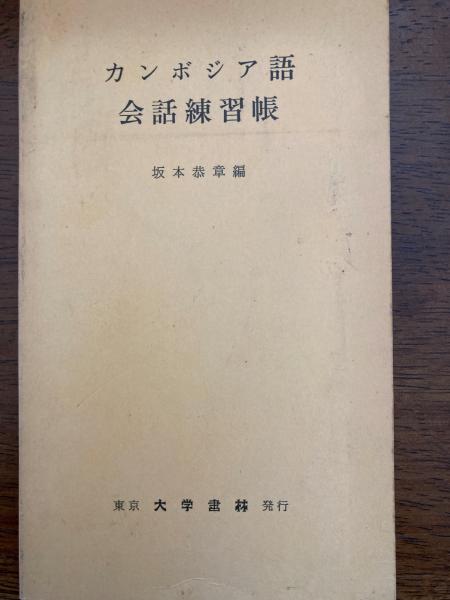 カンボジア語
会話練習帳
坂本恭章編
東京 大学書林 発行